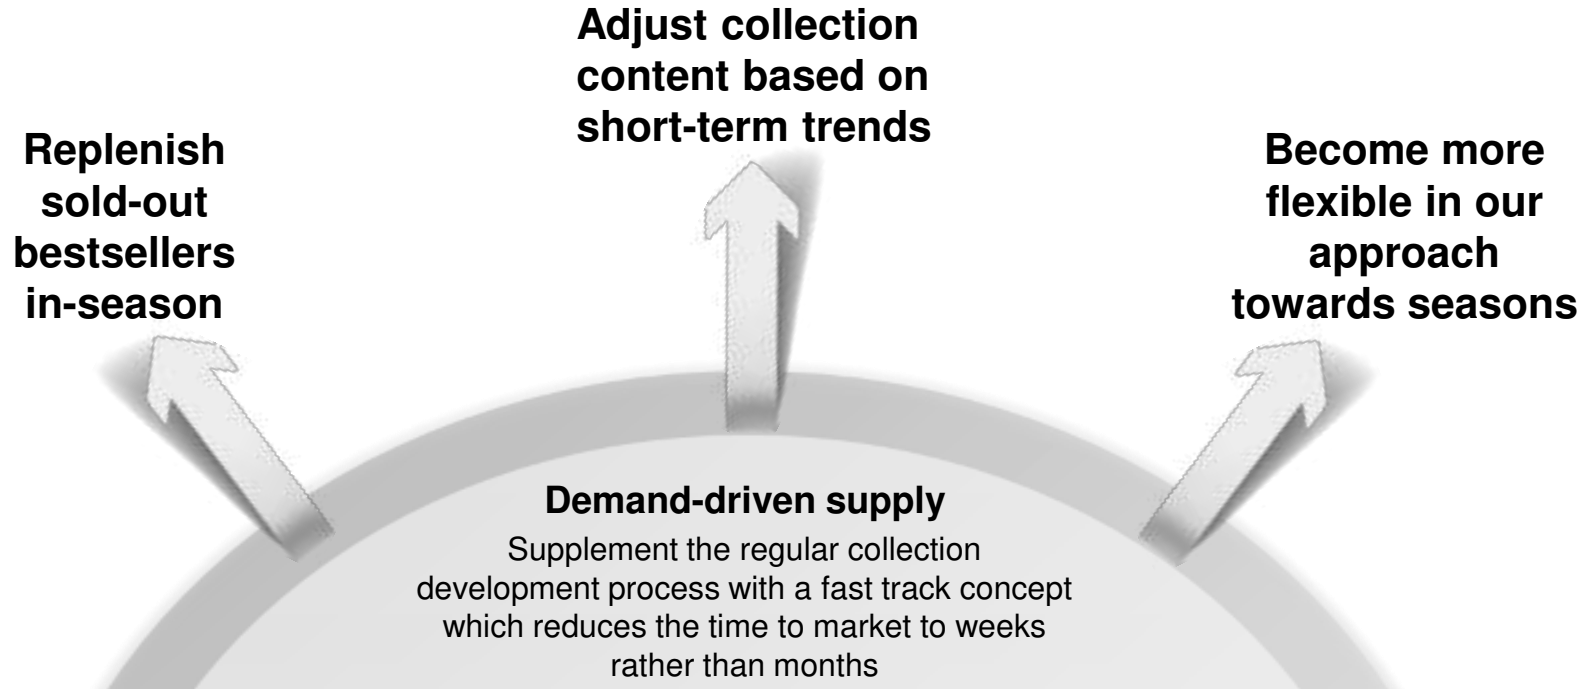 Adjust collection
content based on
short-term trends
Replenish
sold-out
bestsellers
in-season
Become more
flexible in our
approach
towards seasons
Demand-driven supply
Supplement the regular collection
development process with a fast track concept
which reduces the time to market to weeks
rather than months